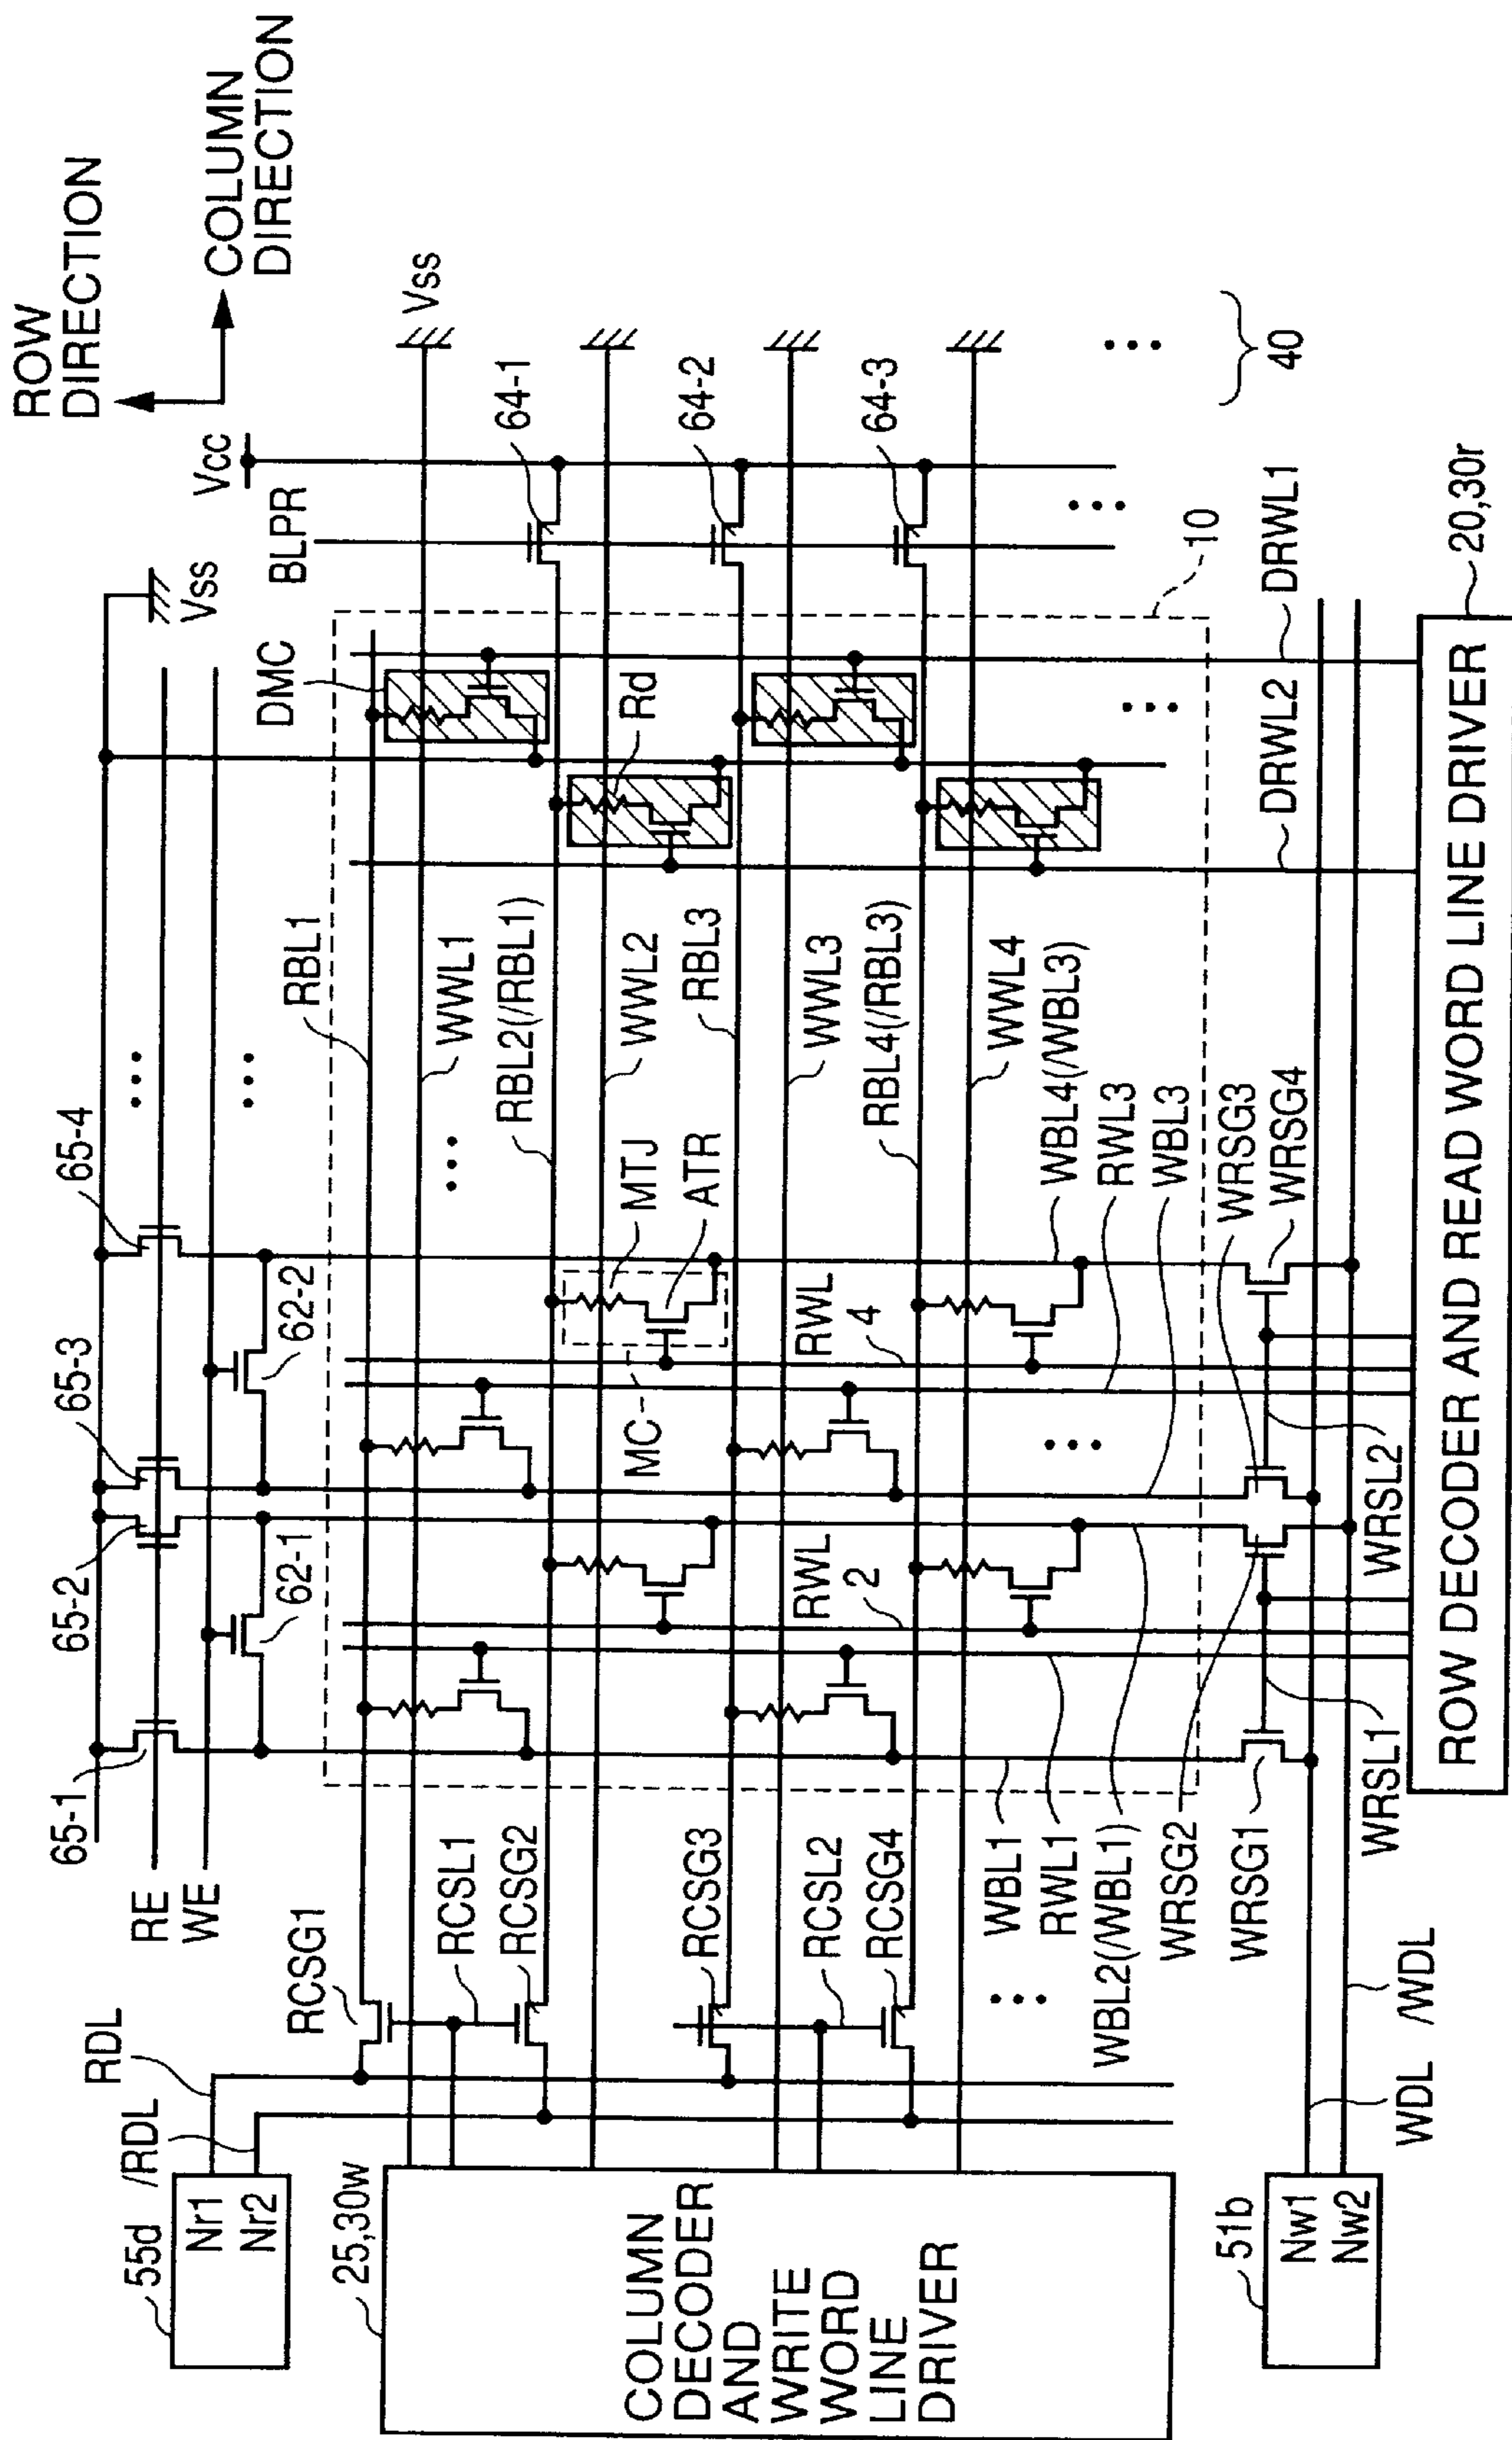 ROW
DIRECTION
COLUMN
DIRECTION
Vcc
BLPR
Vss
Vss
64-1
64-2
64-3
40
10
20,30r
DRWL1
DRWL2
DMC
Rd
RBL1
WWL1
RBL2(/RBL1)
WWL2
RBL3
WWL3
RBL4(/RBL3)
WWL4
WBL4(/WBL3)
RWL3
WBL3
WRSG3
WRSG4
MTJ
ATR
MC
RWL
4
RWL
2
65-1
65-2
65-3
65-4
62-1
62-2
RE
WE
RCSG1
RCSL1
RCSG2
RCSG3
RCSL2
RCSG4
WBL1
RWL1
WBL2(/WBL1)
WRSG2
WRSG1
WRSL1
WRSL2
RDL
/RDL
55d
Nr1
Nr2
25,30w
COLUMN
DECODER
AND
WRITE
WORD
LINE
DRIVER
51b
Nw1
Nw2
WDL
/WDL
ROW DECODER AND READ WORD LINE DRIVER